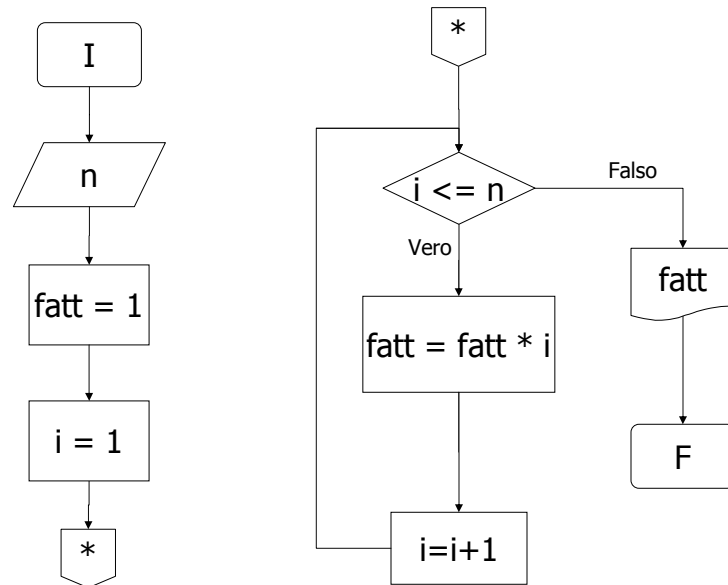 I
n
fatt = 1
i = 1
*
*
i <= n
Falso
Vero
fatt
fatt = fatt * i
F
i=i+1